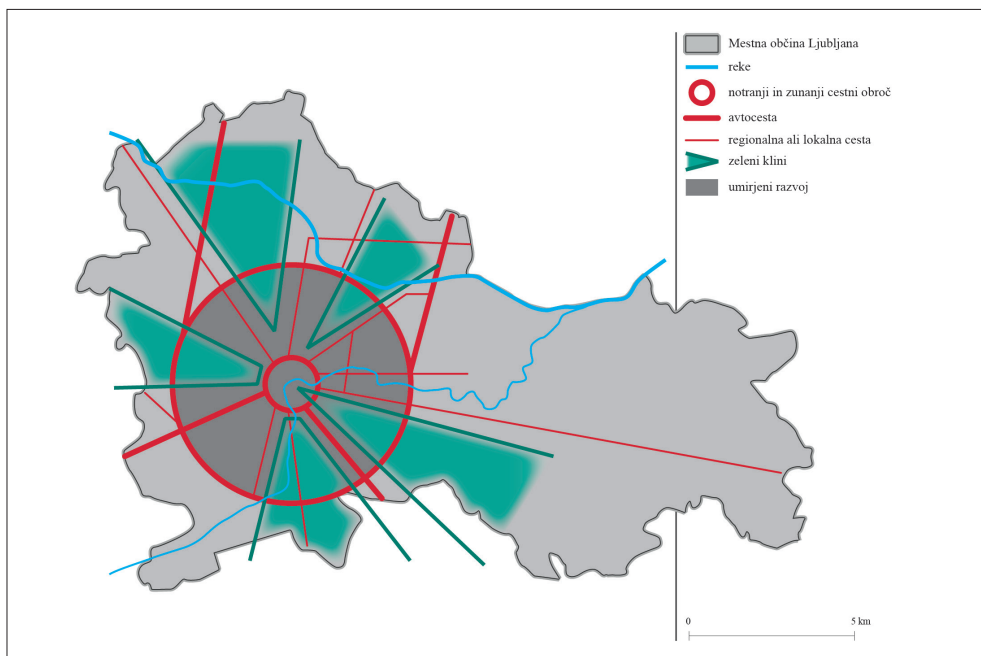 Mestna občina Ljubljana
reke
notranji in zunanji cestni obroč
avtocesta
regionalna ali lokalna cesta
zeleni klini
umirjeni razvoj
0 5 km